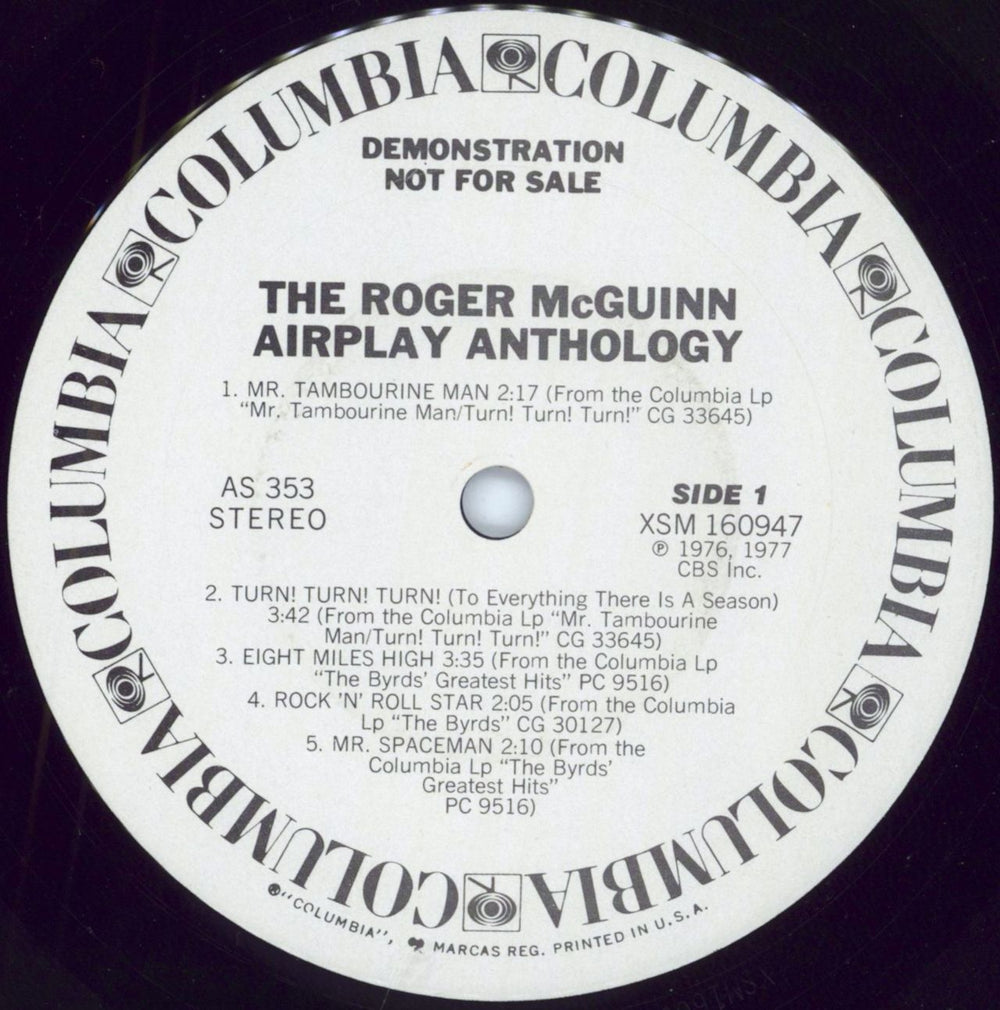 COLUMBIA COLUMBIA COLUMBIA COLUMBIA COLUMBIA COLUMBIA
DEMONSTRATION
NOT FOR SALE
THE ROGER McGUINN
AIRPLAY ANTHOLOGY
1. MR. TAMBOURINE MAN 2:17 (From the Columbia Lp
“Mr. Tambourine Man/Turn! Turn! Turn!” CG 33645)
AS 353
STEREO
SIDE 1
XSM 160947
℗ 1976, 1977
CBS Inc.
2. TURN! TURN! TURN! (To Everything There Is A Season)
3:42 (From the Columbia Lp “Mr. Tambourine
Man/Turn! Turn! Turn!” CG 33645)
3. EIGHT MILES HIGH 3:35 (From the Columbia Lp
“The Byrds’ Greatest Hits” PC 9516)
4. ROCK ’N’ ROLL STAR 2:05 (From the Columbia
Lp “The Byrds” CG 30127)
5. MR. SPACEMAN 2:10 (From the
Columbia Lp “The Byrds’
Greatest Hits”
PC 9516)
®“COLUMBIA”, MARCAS REG. PRINTED IN U.S.A.